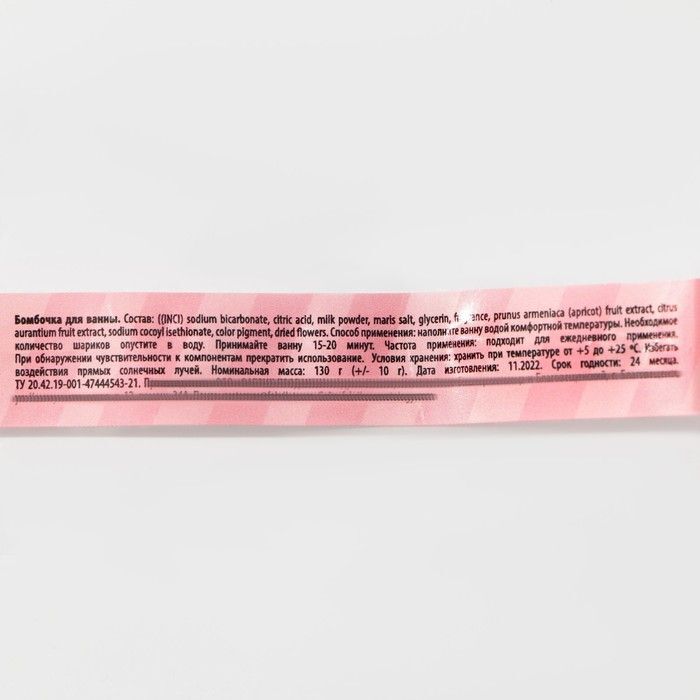 Бомбочка для ванны. Состав: ((INCI) sodium bicarbonate, citric acid, milk powder, maris salt, glycerin, prunus armeniaca (apricot) fruit extract, citrus
aurantium fruit extract, sodium cocoyl isethionate, color pigment, dried flowers. Способ применения: наполните ванну водой комфортной температуры. Необходимое
количество шариков опустите в воду. Принимайте ванну 15-20 минут. Частота применения: подходит для ежедневного применения.
При обнаружении чувствительности к компонентам прекратить использование. Условия хранения: хранить при температуре от +5 до +25 ºС. Избегать
воздействия прямых солнечных лучей. Номинальная масса: 130 г (+/- 10 г). Дата изготовления: 11.2022. Срок годности: 24 месяца.
ТУ 20.42.19-001-47444543-21.